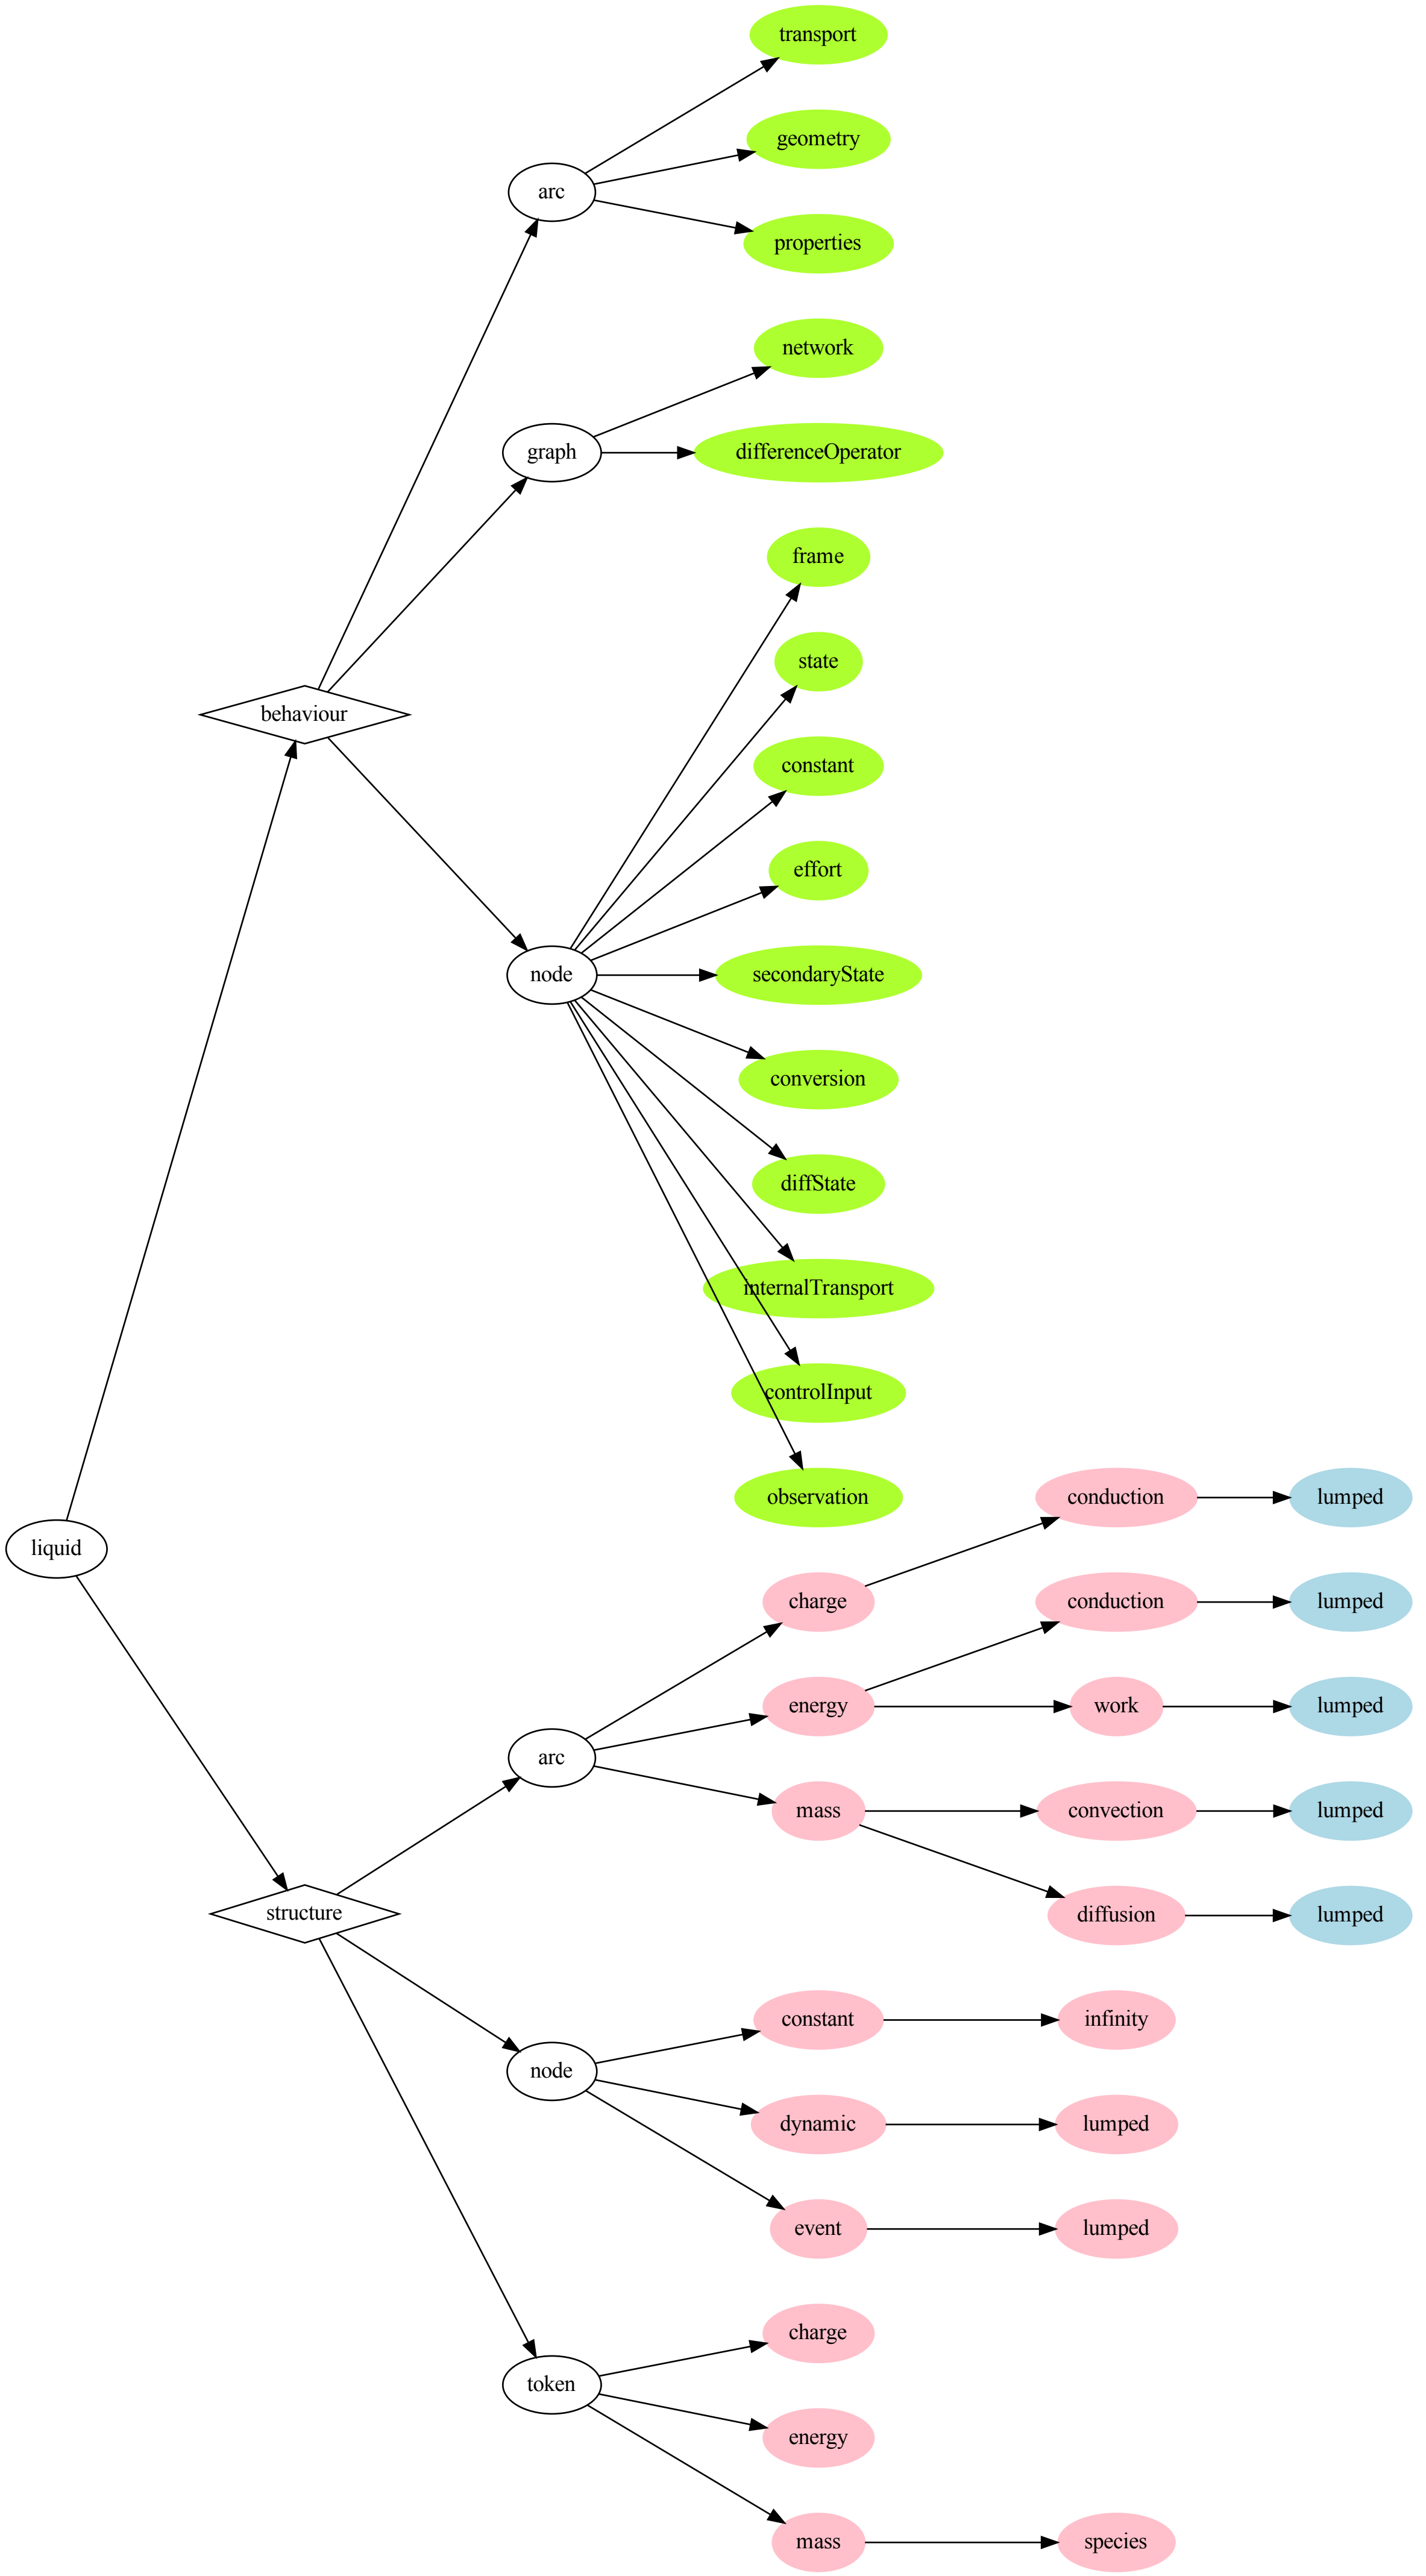 transport
geometry
arc
properties
network
graph
differenceOperator
frame
state
behaviour
constant
effort
node
secondaryState
conversion
diffState
internalTransport
controlInput
observation
conduction
lumped
liquid
charge
conduction
lumped
energy
work
lumped
arc
mass
convection
lumped
structure
diffusion
lumped
constant
infinity
node
dynamic
lumped
event
lumped
charge
token
energy
mass
species